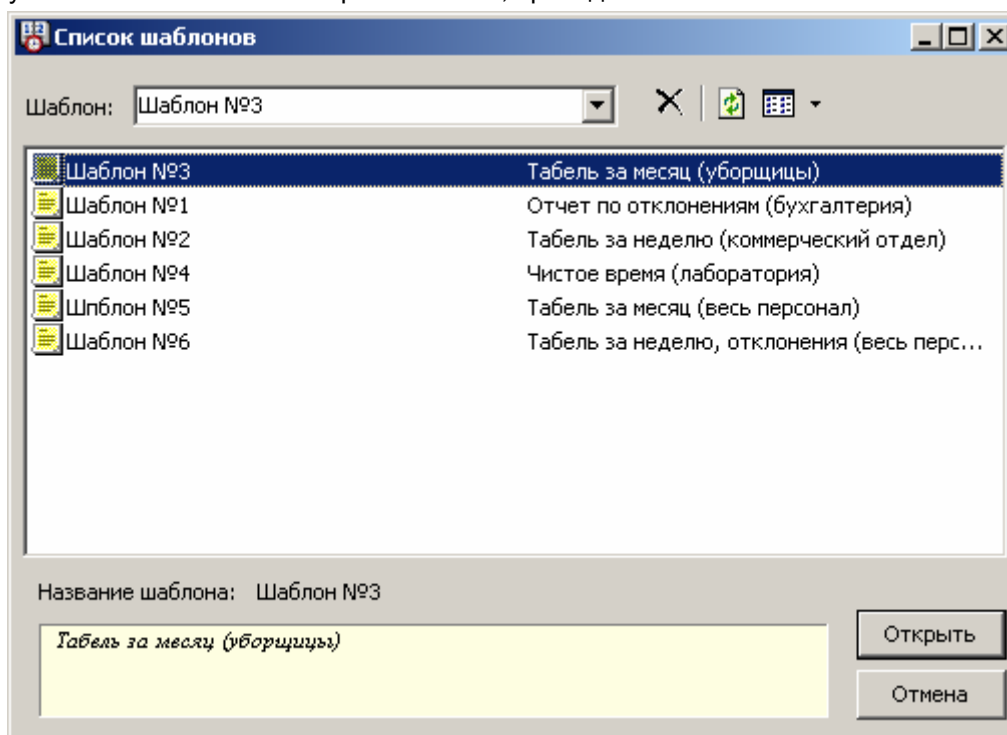 Список шаблонов
Шаблон: Шаблон №3
Шаблон №3 Табель за месяц (уборщицы)
Шаблон №1 Отчет по отклонениям (бухгалтерия)
Шаблон №2 Табель за неделю (коммерческий отдел)
Шаблон №4 Чистое время (лаборатория)
Шпблон №5 Табель за месяц (весь персонал)
Шаблон №6 Табель за неделю, отклонения (весь перс...
Название шаблона: Шаблон №3
Табель за месяц (уборщицы)
Открыть
Отмена